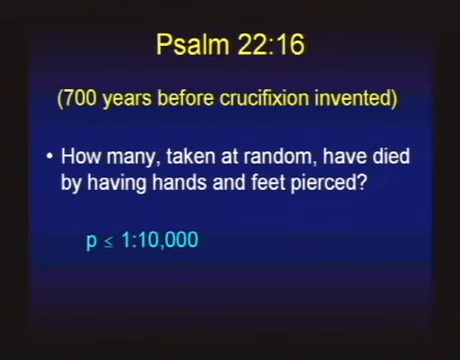 Psalm 22:16
(700 years before crucifixion invented)
• How many, taken at random, have died
by having hands and feet pierced?
p ≤ 1:10,000